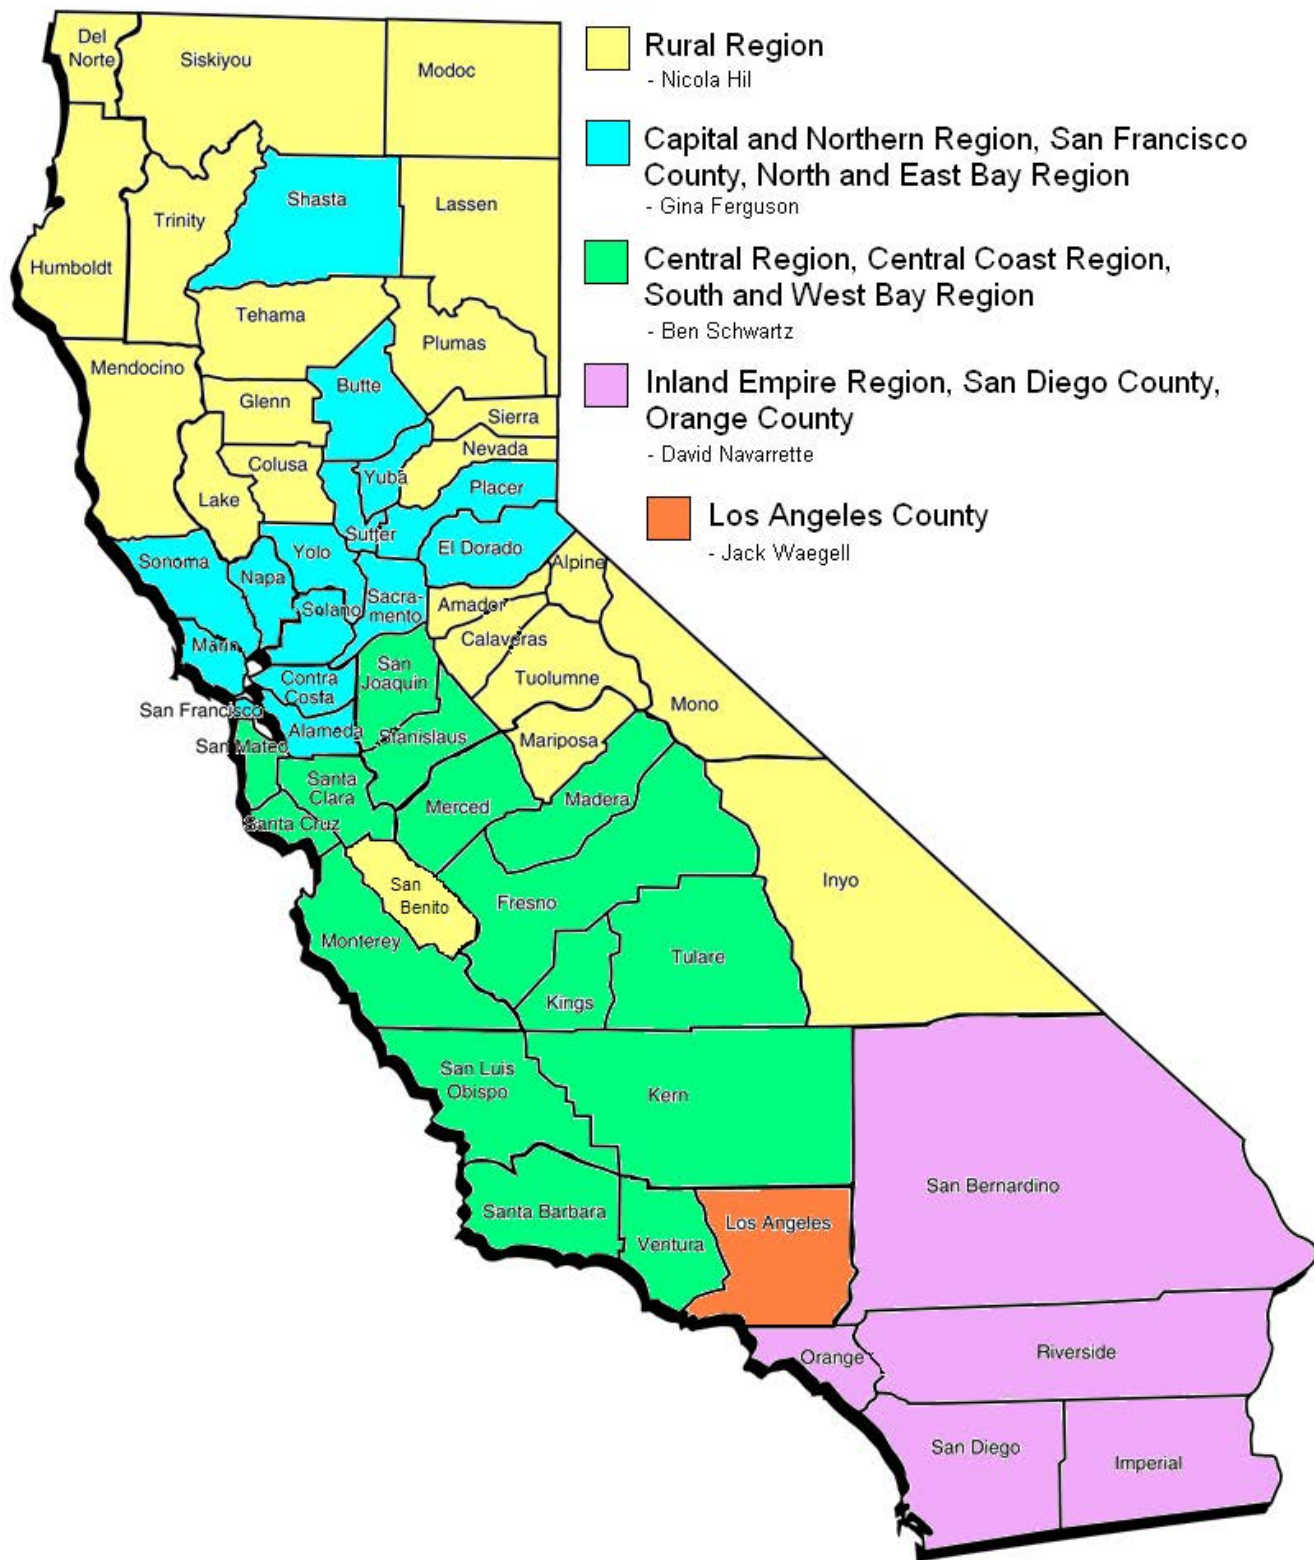 Del
Norte
Siskiyou
Modoc
Rural Region
- Nicola Hil
Capital and Northern Region, San Francisco
County, North and East Bay Region
- Gina Ferguson
Central Region, Central Coast Region,
South and West Bay Region
- Ben Schwartz
Inland Empire Region, San Diego County,
Orange County
- David Navarrette
Los Angeles County
- Jack Waegell
Shasta
Lassen
Trinity
Humboldt
Tehama
Plumas
Mendocino
Butte
Glenn
Sierra
Nevada
Colusa
Yuba
Placer
Lake
Sutter
El Dorado
Yolo
Sonoma
Napa
Alpine
Sacra-
mento
Solano
Amador
Calaveras
Marin
San
Joaquin
Contra
Costa
Tuolumne
Mono
San Francisco
Alameda
Stanislaus
Mariposa
San Mateo
Santa
Clara
Merced
Madera
Santa Cruz
San
Benito
Fresno
Inyo
Monterey
Tulare
Kings
San Luis
Obispo
Kern
San Bernardino
Santa Barbara
Los Angeles
Ventura
Orange
Riverside
San Diego
Imperial